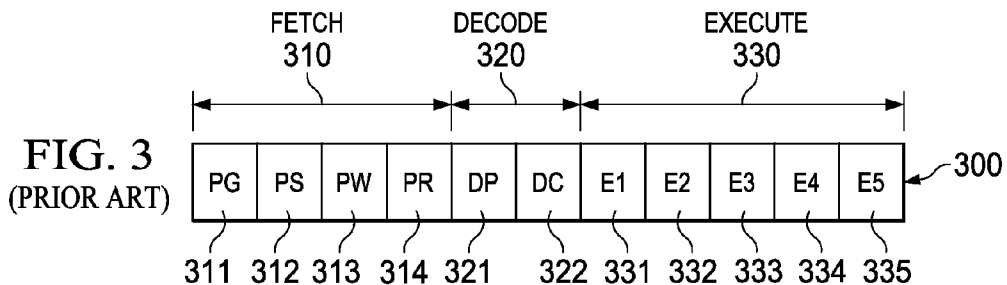 FETCH DECODE EXECUTE
310 320 330
FIG. 3
(PRIOR ART)
PG PS PW PR DP DC E1 E2 E3 E4 E5
300
311 312 313 314 321 322 331 332 333 334 335